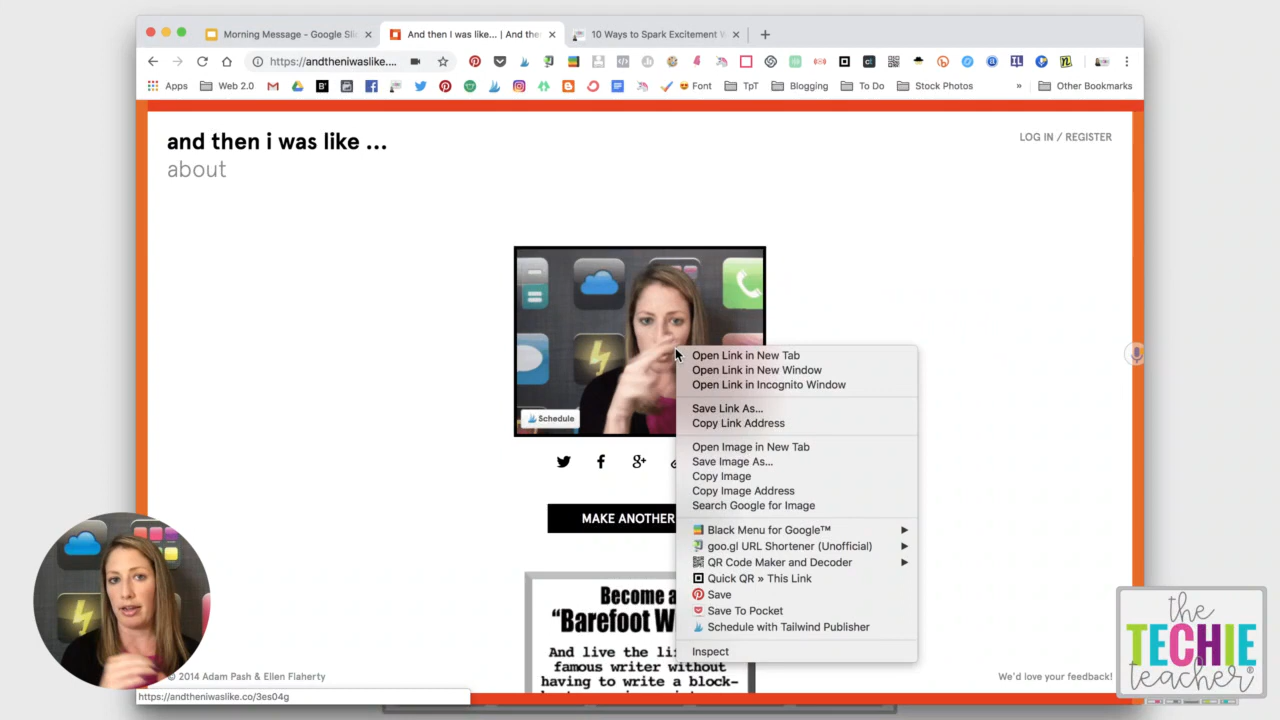 Morning Message - Google Slid
And then I was like... | And the
10 Ways to Spark Excitement W
https://andtheniwaslike....
Apps
Web 2.0
Font
TpT
Blogging
To Do
Stock Photos
»
Other Bookmarks
and then i was like ...
about
LOG IN / REGISTER
Schedule
MAKE ANOTHER
Open Link in New Tab
Open Link in New Window
Open Link in Incognito Window
Save Link As...
Copy Link Address
Open Image in New Tab
Save Image As...
Copy Image
Copy Image Address
Search Google for Image
Black Menu for Google™
goo.gl URL Shortener (Unofficial)
QR Code Maker and Decoder
Quick QR » This Link
Save
Save To Pocket
Schedule with Tailwind Publisher
Inspect
Become a
"Barefoot W
And live the li
famous writer without
having to write a block-
© 2014 Adam Pash & Ellen Flaherty
We'd love your feedback!
https://andtheniwaslike.co/3es04g
the
TECHIE
teacher®